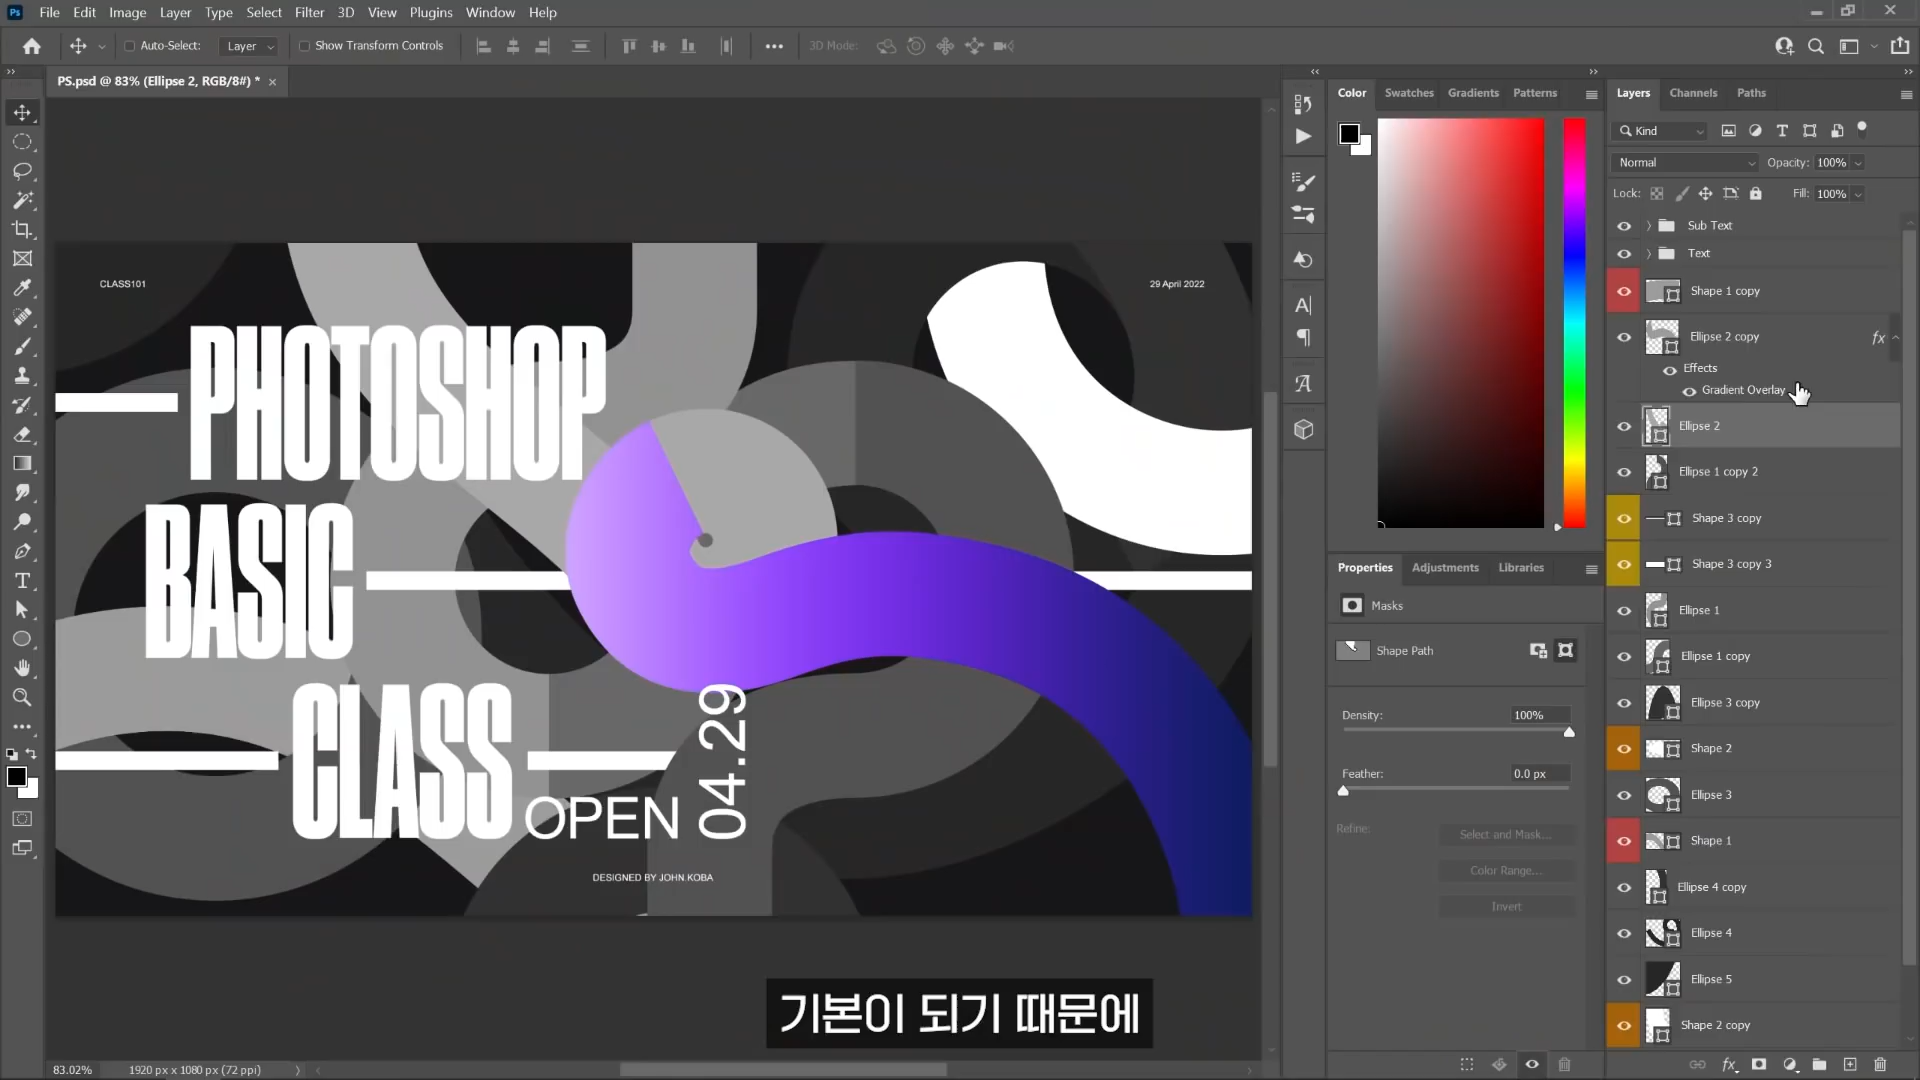 File Edit Image Layer Type Select Filter 3D View Plugins Window Help
Auto-Select: Layer Show Transform Controls 3D Mode:
PS.psd @ 83% (Ellipse 2, RGB/8#) *
CLASS101
29 April 2022
PHOTOSHOP
BASIC
CLASS
OPEN
04.29
DESIGNED BY JOHN.KOBA
기본이 되기 때문에
83.02% 1920 px x 1080 px (72 ppi)
Color Swatches Gradients Patterns
Properties Adjustments Libraries
Masks
Shape Path
Density: 100%
Feather: 0.0 px
Refine:
Select and Mask...
Color Range...
Invert
Layers Channels Paths
Kind
Normal Opacity: 100%
Lock: Fill: 100%
Sub Text
Text
Shape 1 copy
Ellipse 2 copy fx
Effects
Gradient Overlay
Ellipse 2
Ellipse 1 copy 2
Shape 3 copy
Shape 3 copy 3
Ellipse 1
Ellipse 1 copy
Ellipse 3 copy
Shape 2
Ellipse 3
Shape 1
Ellipse 4 copy
Ellipse 4
Ellipse 5
Shape 2 copy
fx